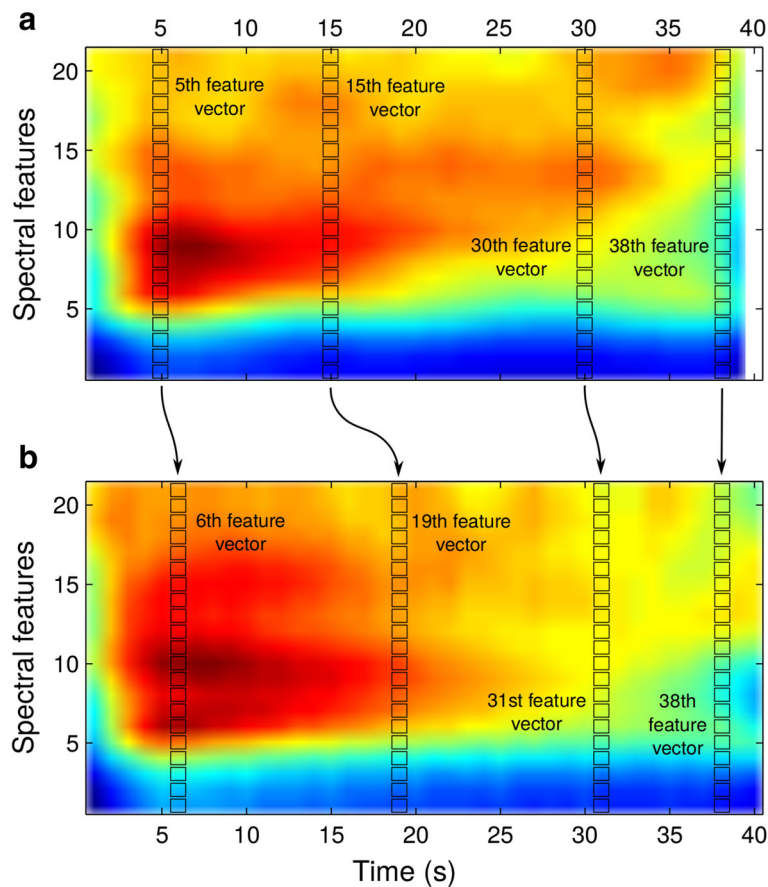 a
5 10 15 20 25 30 35 40
20
5th feature
vector
15th feature
vector
15
10
30th feature
vector
38th feature
vector
5
Spectral features
b
20
6th feature
vector
19th feature
vector
15
10
31st feature
vector
38th
feature
vector
5
Spectral features
5 10 15 20 25 30 35 40
Time (s)